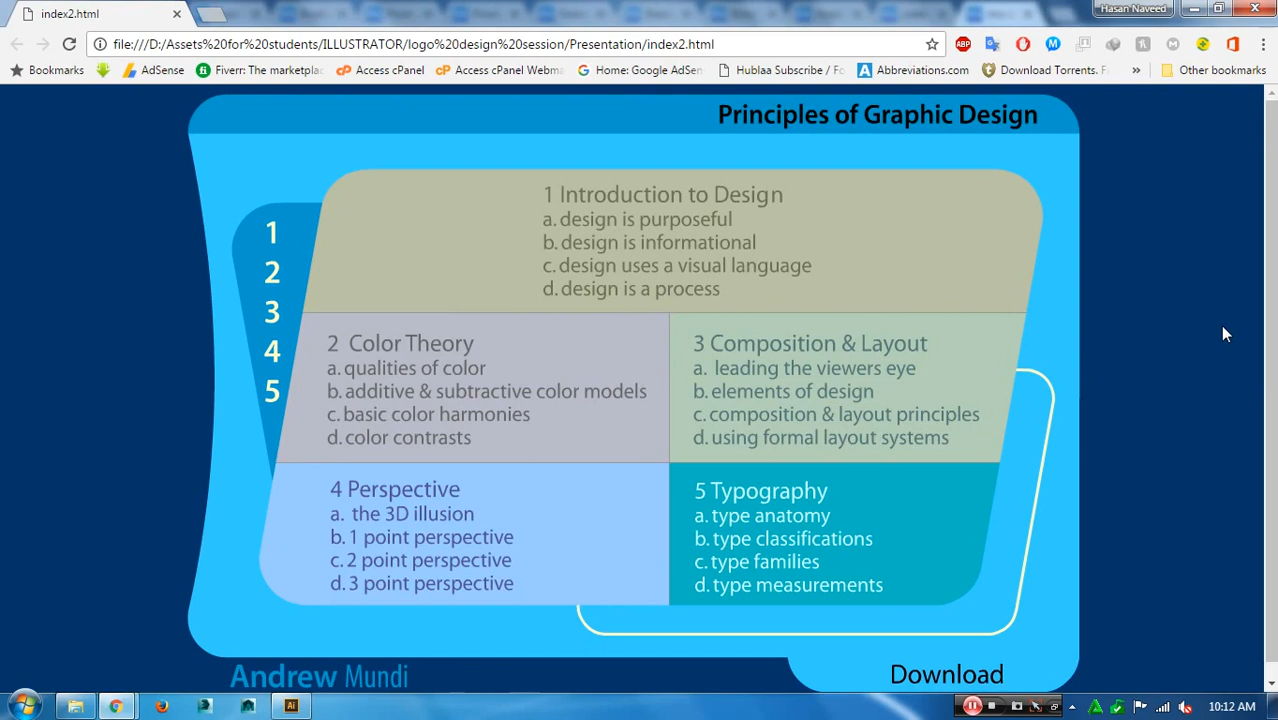 index2.html
Hasan Naveed
file:///D:/Assets%20for%20students/ILLUSTRATOR/logo%20design%20session/Presentation/index2.html
ABP
Bookmarks
AdSense
Fiverr: The marketpla
Access cPanel
Access cPanel Webma
Home: Google AdSen
Hublaa Subscribe / Fo
Abbreviations.com
Download Torrents. Fa
Other bookmarks
Principles of Graphic Design
1
2
3
4
5
1 Introduction to Design
a. design is purposeful
b. design is informational
c. design uses a visual language
d. design is a process
2 Color Theory
a. qualities of color
b. additive & subtractive color models
c. basic color harmonies
d. color contrasts
3 Composition & Layout
a. leading the viewers eye
b. elements of design
c. composition & layout principles
d. using formal layout systems
4 Perspective
a. the 3D illusion
b. 1 point perspective
c. 2 point perspective
d. 3 point perspective
5 Typography
a. type anatomy
b. type classifications
c. type families
d. type measurements
Andrew Mundi
Download
10:12 AM